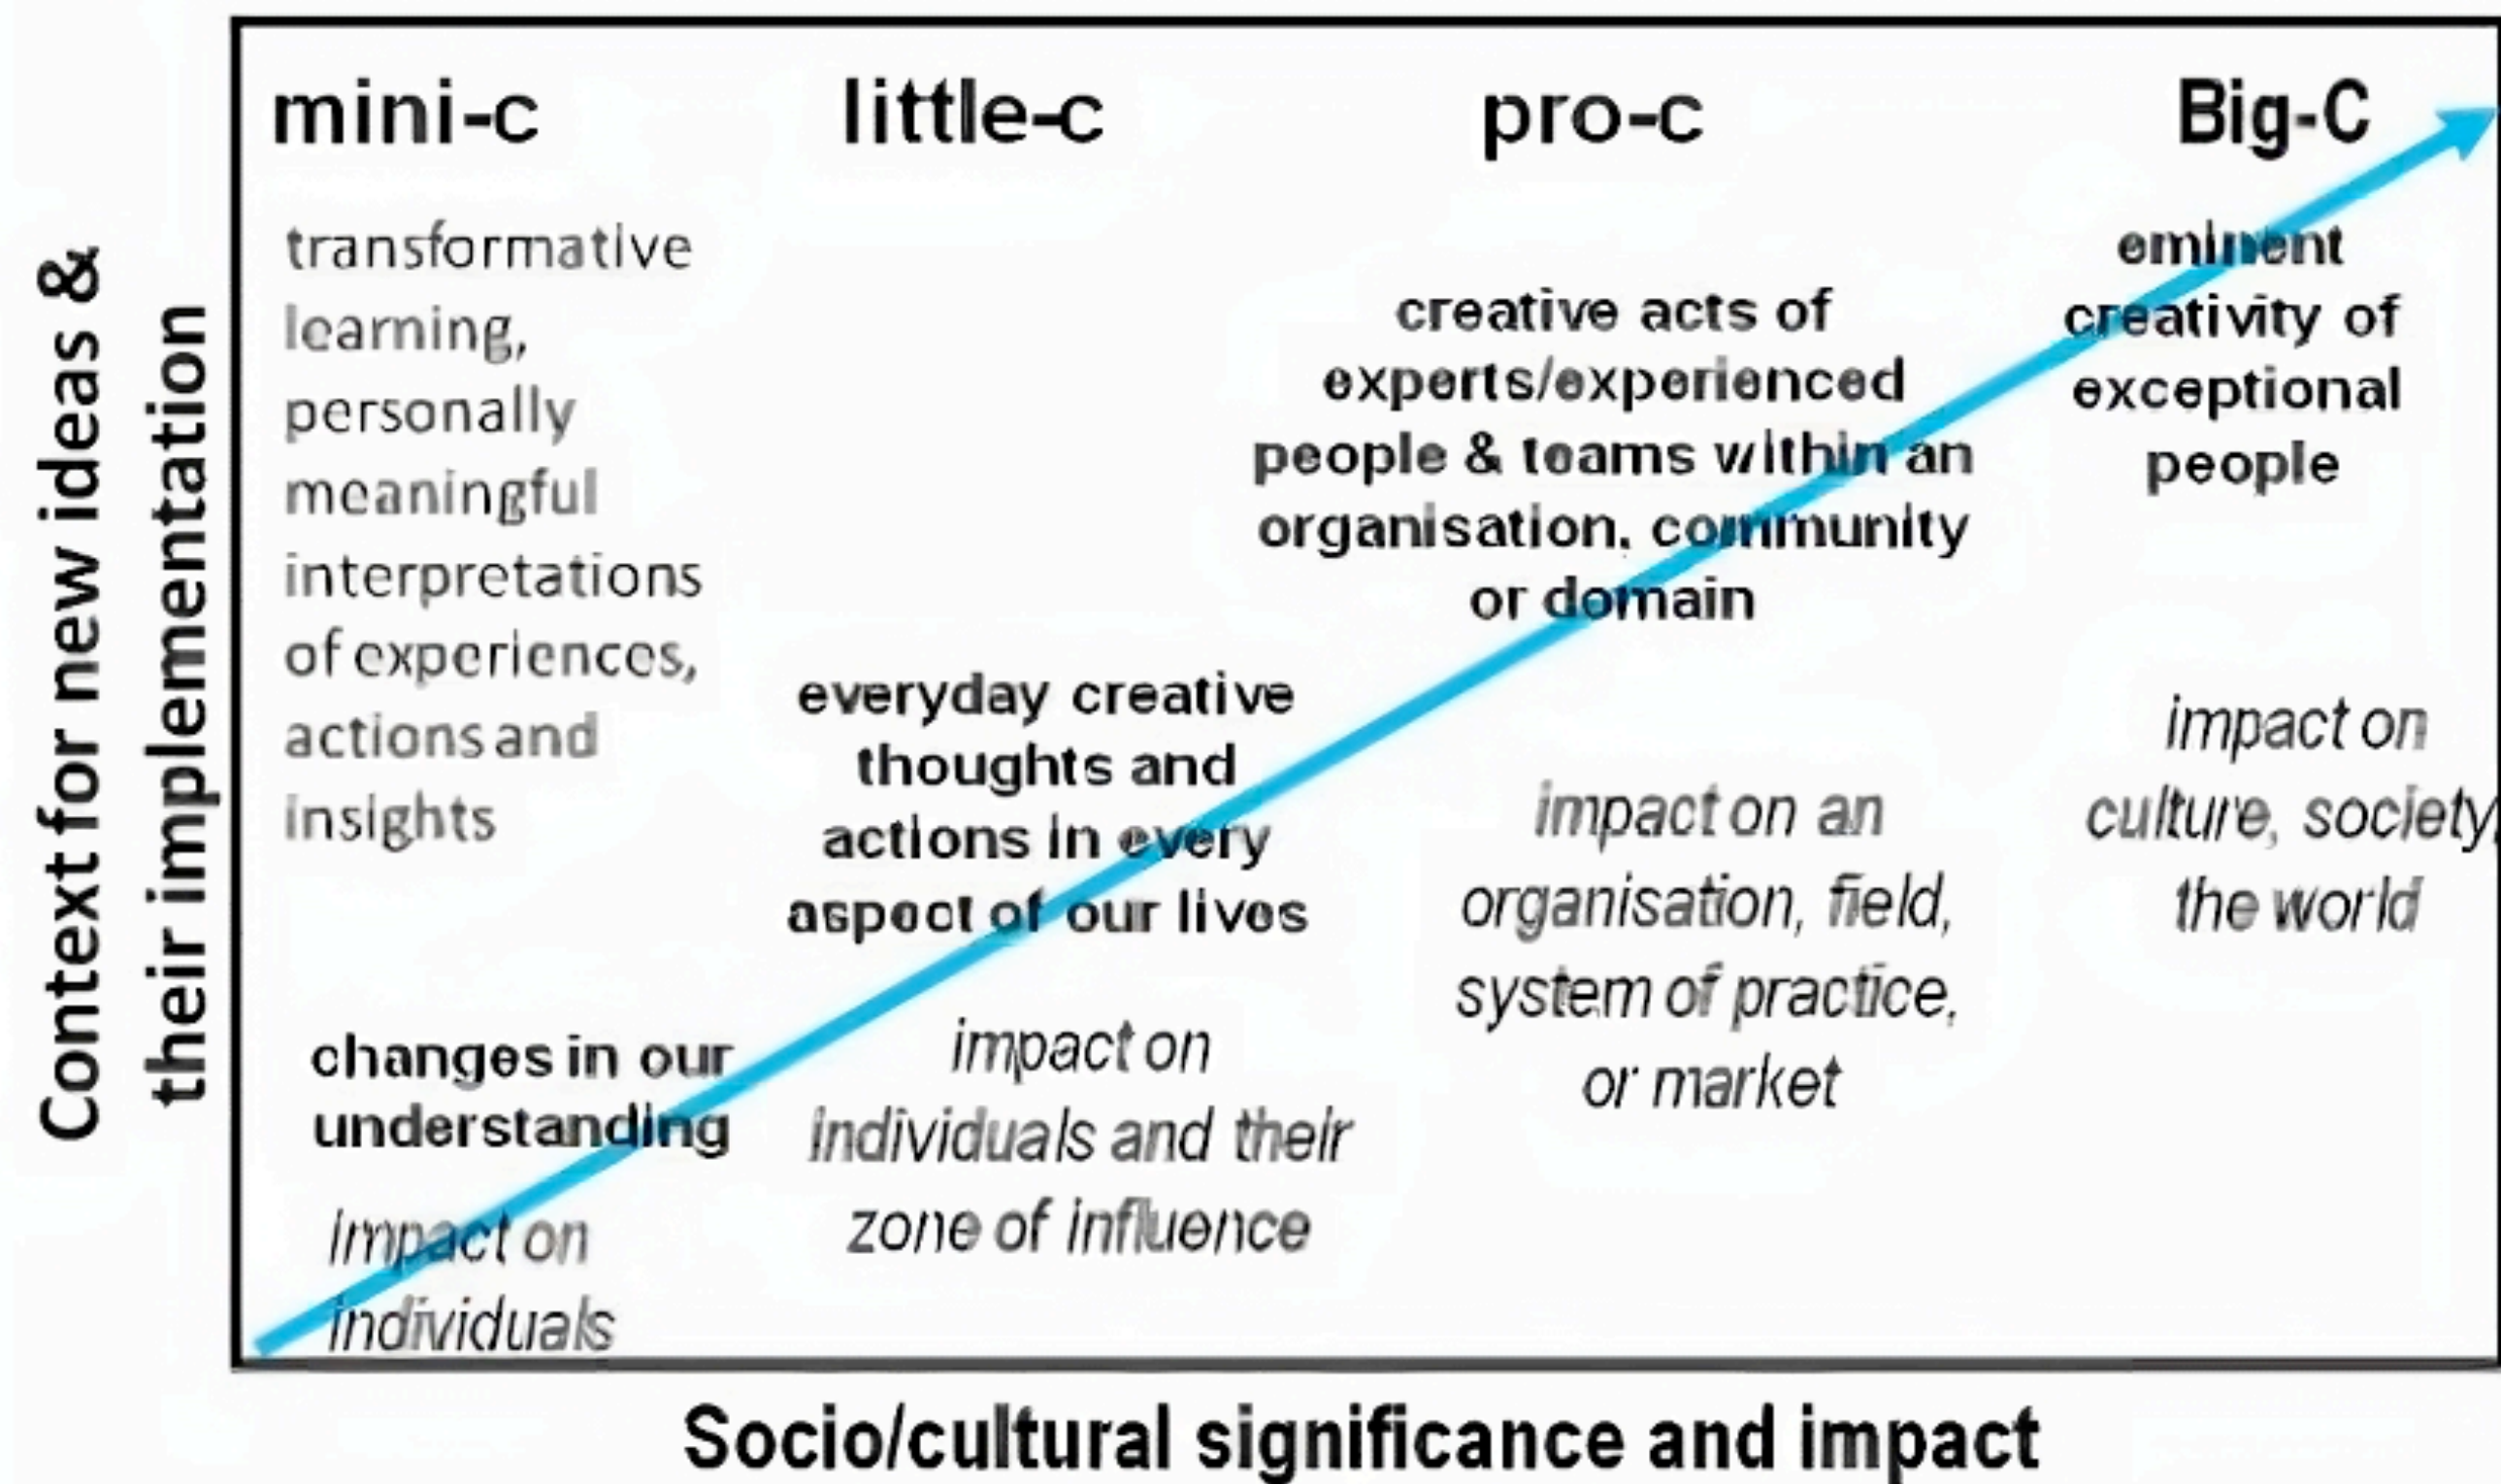 Context for new ideas &
their implementation
mini-c
transformative
learning,
personally
meaningful
interpretations
of experiences,
actions and
insights
changes in our
understanding
impact on
individuals
little-c
everyday creative
thoughts and
actions in every
aspect of our lives
impact on
individuals and their
zone of influence
pro-c
creative acts of
experts/experienced
people & teams within an
organisation, community
or domain
impact on an
organisation, field,
system of practice,
or market
Big-C
eminent
creativity of
exceptional
people
impact on
culture, society,
the world
Socio/cultural significance and impact